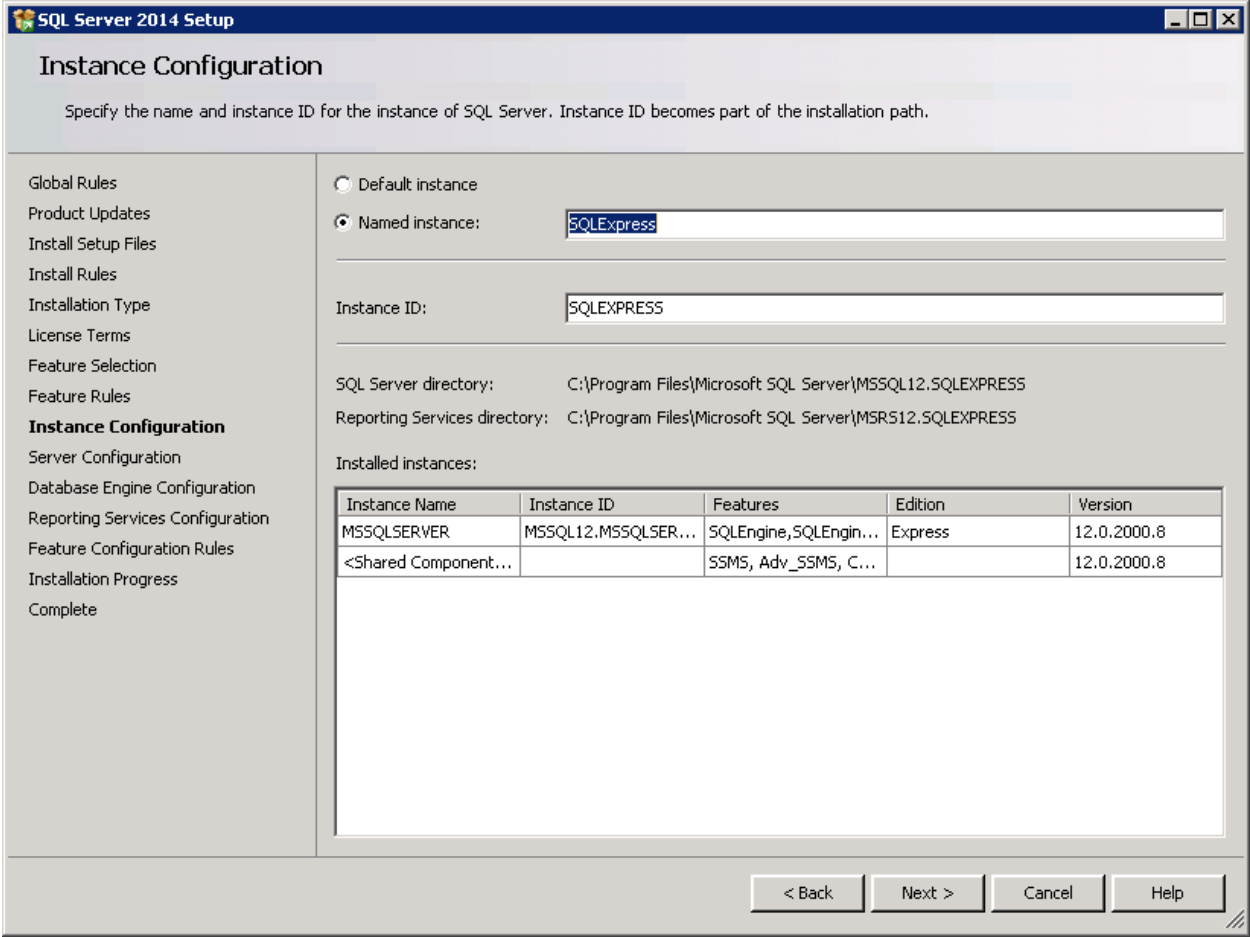 SQL Server 2014 Setup
Instance Configuration
Specify the name and instance ID for the instance of SQL Server. Instance ID becomes part of the installation path.
Global Rules
Product Updates
Install Setup Files
Install Rules
Installation Type
License Terms
Feature Selection
Feature Rules
Instance Configuration
Server Configuration
Database Engine Configuration
Reporting Services Configuration
Feature Configuration Rules
Installation Progress
Complete
Default instance
Named instance: SQLExpress
Instance ID: SQLEXPRESS
SQL Server directory: C:\Program Files\Microsoft SQL Server\MSSQL12.SQLEXPRESS
Reporting Services directory: C:\Program Files\Microsoft SQL Server\MSRS12.SQLEXPRESS
Installed instances:
Instance Name Instance ID Features Edition Version
MSSQLSERVER MSSQL12.MSSQLSER... SQLEngine,SQLEngin... Express 12.0.2000.8
<Shared Component... SSMS, Adv_SSMS, C... 12.0.2000.8
< Back Next > Cancel Help